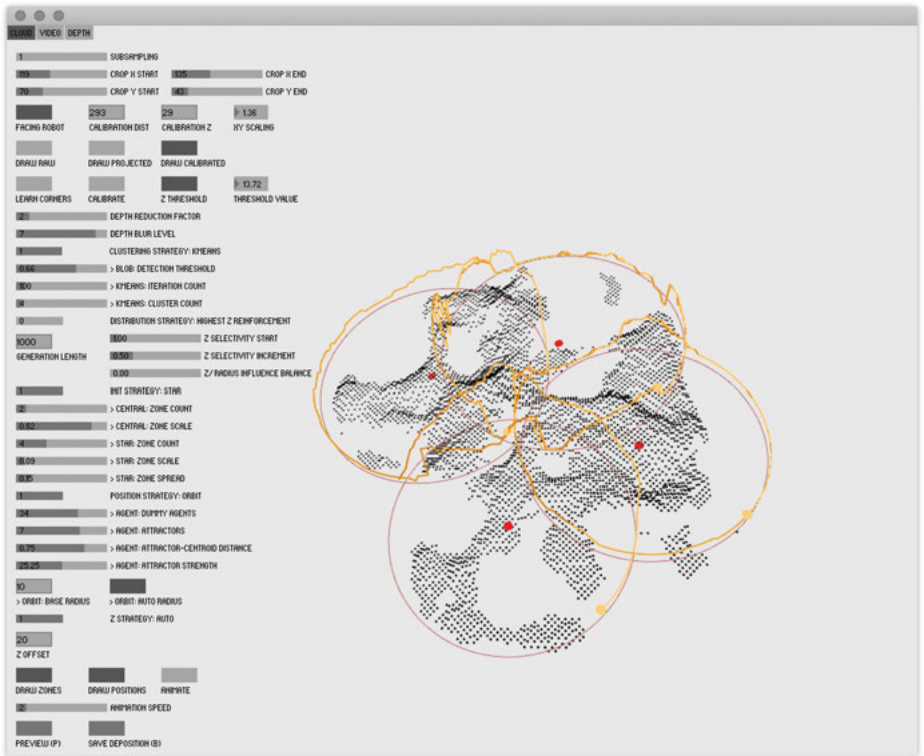 CLOUD VIDEO DEPTH
1 SUBSAMPLING
119 CROP X START 135 CROP X END
70 CROP Y START 43 CROP Y END
293 29 1.36
FACING ROBOT CALIBRATION DIST CALIBRATION Z XY SCALING
DRAW RAW DRAW PROJECTED DRAW CALIBRATED
13.72
LEARN CORNERS CALIBRATE Z THRESHOLD THRESHOLD VALUE
2 DEPTH REDUCTION FACTOR
7 DEPTH BLUR LEVEL
1 CLUSTERING STRATEGY: KMEANS
0.66 > BLOB: DETECTION THRESHOLD
100 > KMEANS: ITERATION COUNT
4 > KMEANS: CLUSTER COUNT
0 DISTRIBUTION STRATEGY: HIGHEST Z REINFORCEMENT
1000 1.00 Z SELECTIVITY START
0.50 Z SELECTIVITY INCREMENT
GENERATION LENGTH
0.00 Z/ RADIUS INFLUENCE BALANCE
1 INIT STRATEGY: STAR
2 > CENTRAL: ZONE COUNT
0.82 > CENTRAL: ZONE SCALE
4 > STAR: ZONE COUNT
0.09 > STAR: ZONE SCALE
0.15 > STAR: ZONE SPREAD
1 POSITION STRATEGY: ORBIT
34 > AGENT: DUMMY AGENTS
7 > AGENT: ATTRACTORS
0.75 > AGENT: ATTRACTOR-CENTROID DISTANCE
25.25 > AGENT: ATTRACTOR STRENGTH
10
> ORBIT: BASE RADIUS > ORBIT: AUTO RADIUS
1 Z STRATEGY: AUTO
20
Z OFFSET
DRAW ZONES DRAW POSITIONS ANIMATE
2 ANIMATION SPEED
PREVIEW (P) SAVE DEPOSITION (B)